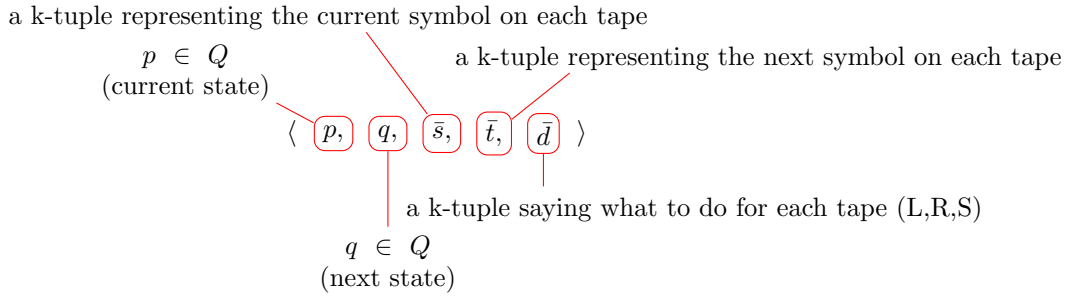 a k-tuple representing the current symbol on each tape
p ∈ Q
(current state)
a k-tuple representing the next symbol on each tape
⟨ p, q, s̄, t̄, d̄ ⟩
a k-tuple saying what to do for each tape (L,R,S)
q ∈ Q
(next state)